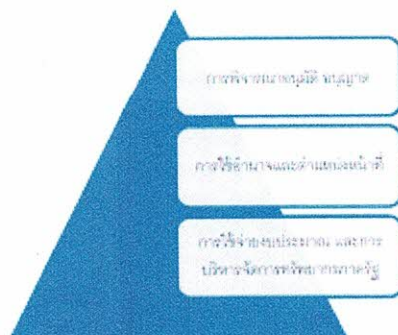 การพิจารณาอนุมัติ อนุญาต
การใช้อำนาจและตำแหน่งหน้าที่
การใช้จ่ายงบประมาณ และการ
บริหารจัดการทรัพยากรภาครัฐ